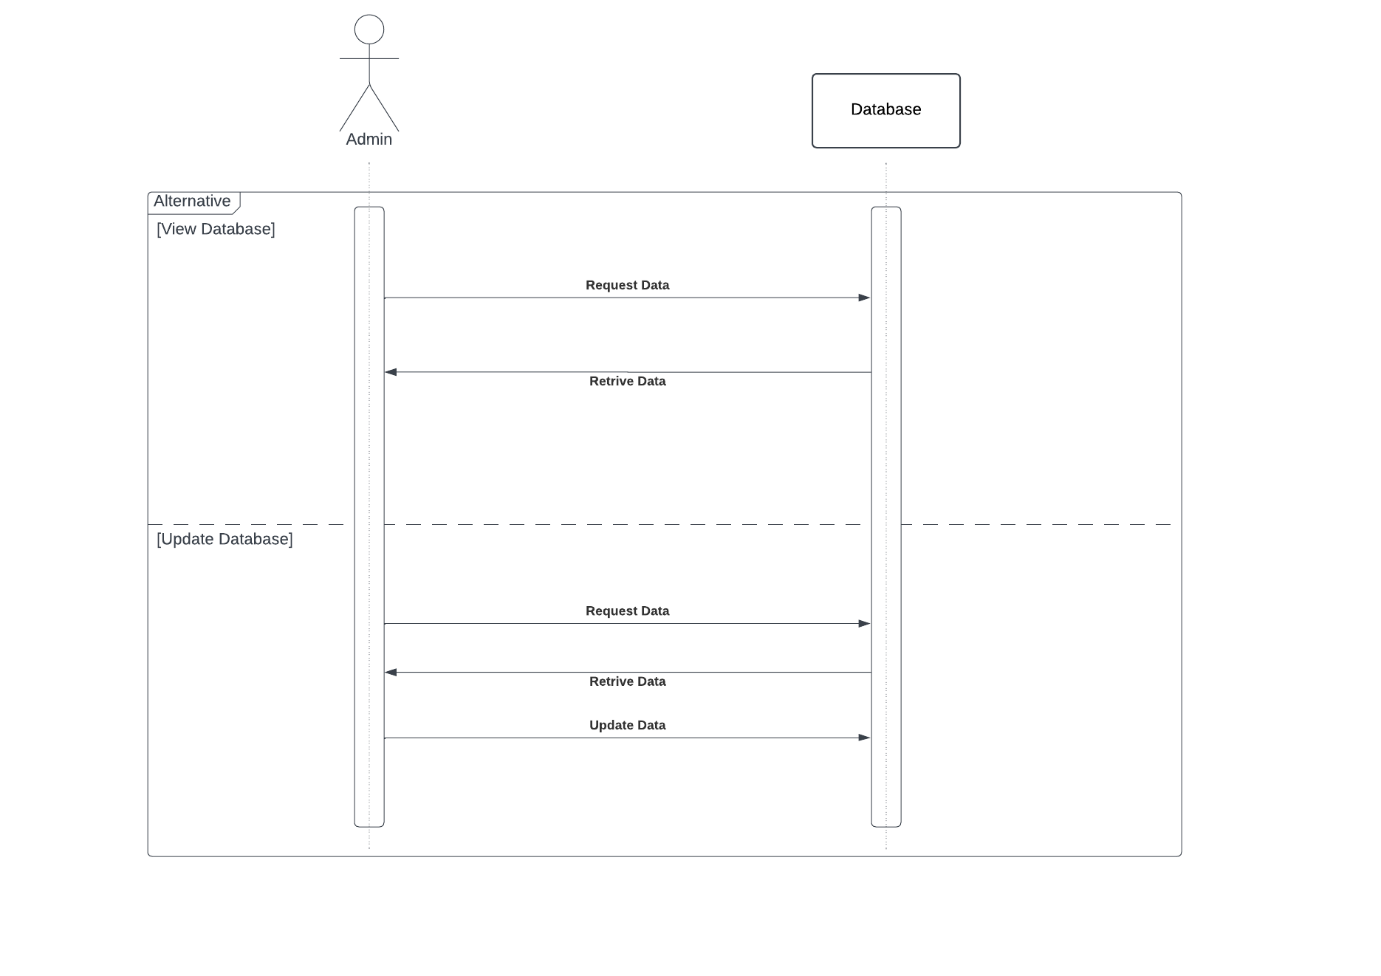 Admin
Database
Alternative
[View Database]
Request Data
Retrive Data
[Update Database]
Request Data
Retrive Data
Update Data